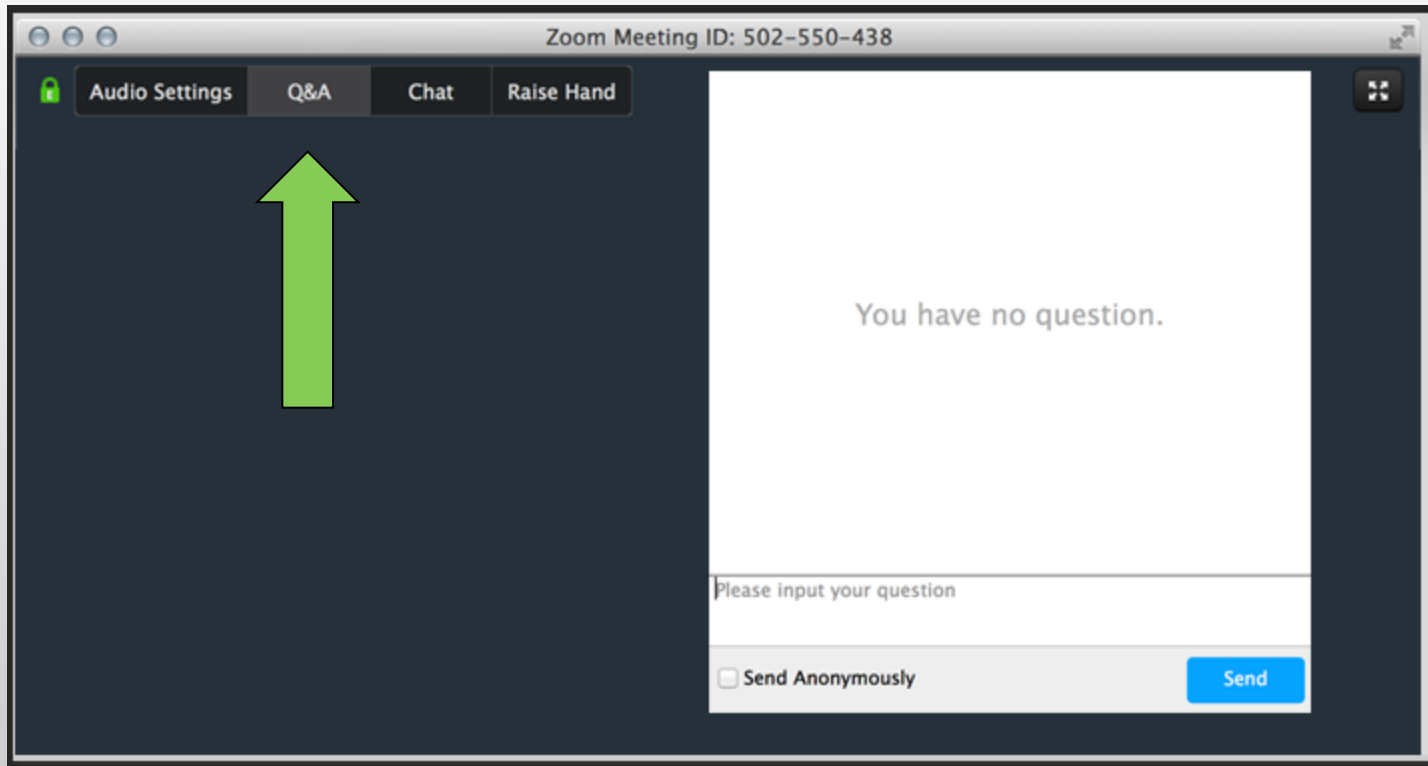 Zoom Meeting ID: 502-550-438
Audio Settings Q&A Chat Raise Hand
You have no question.
Please input your question
Send Anonymously Send